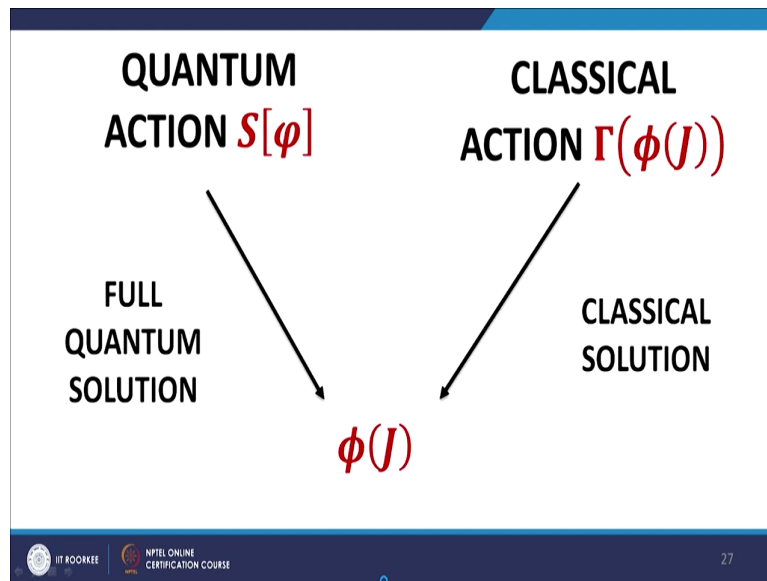 QUANTUM
ACTION S[φ]
CLASSICAL
ACTION Γ(ϕ(J))
FULL
QUANTUM
SOLUTION
CLASSICAL
SOLUTION
ϕ(J)
IIT ROORKEE
NPTEL ONLINE
CERTIFICATION COURSE
27